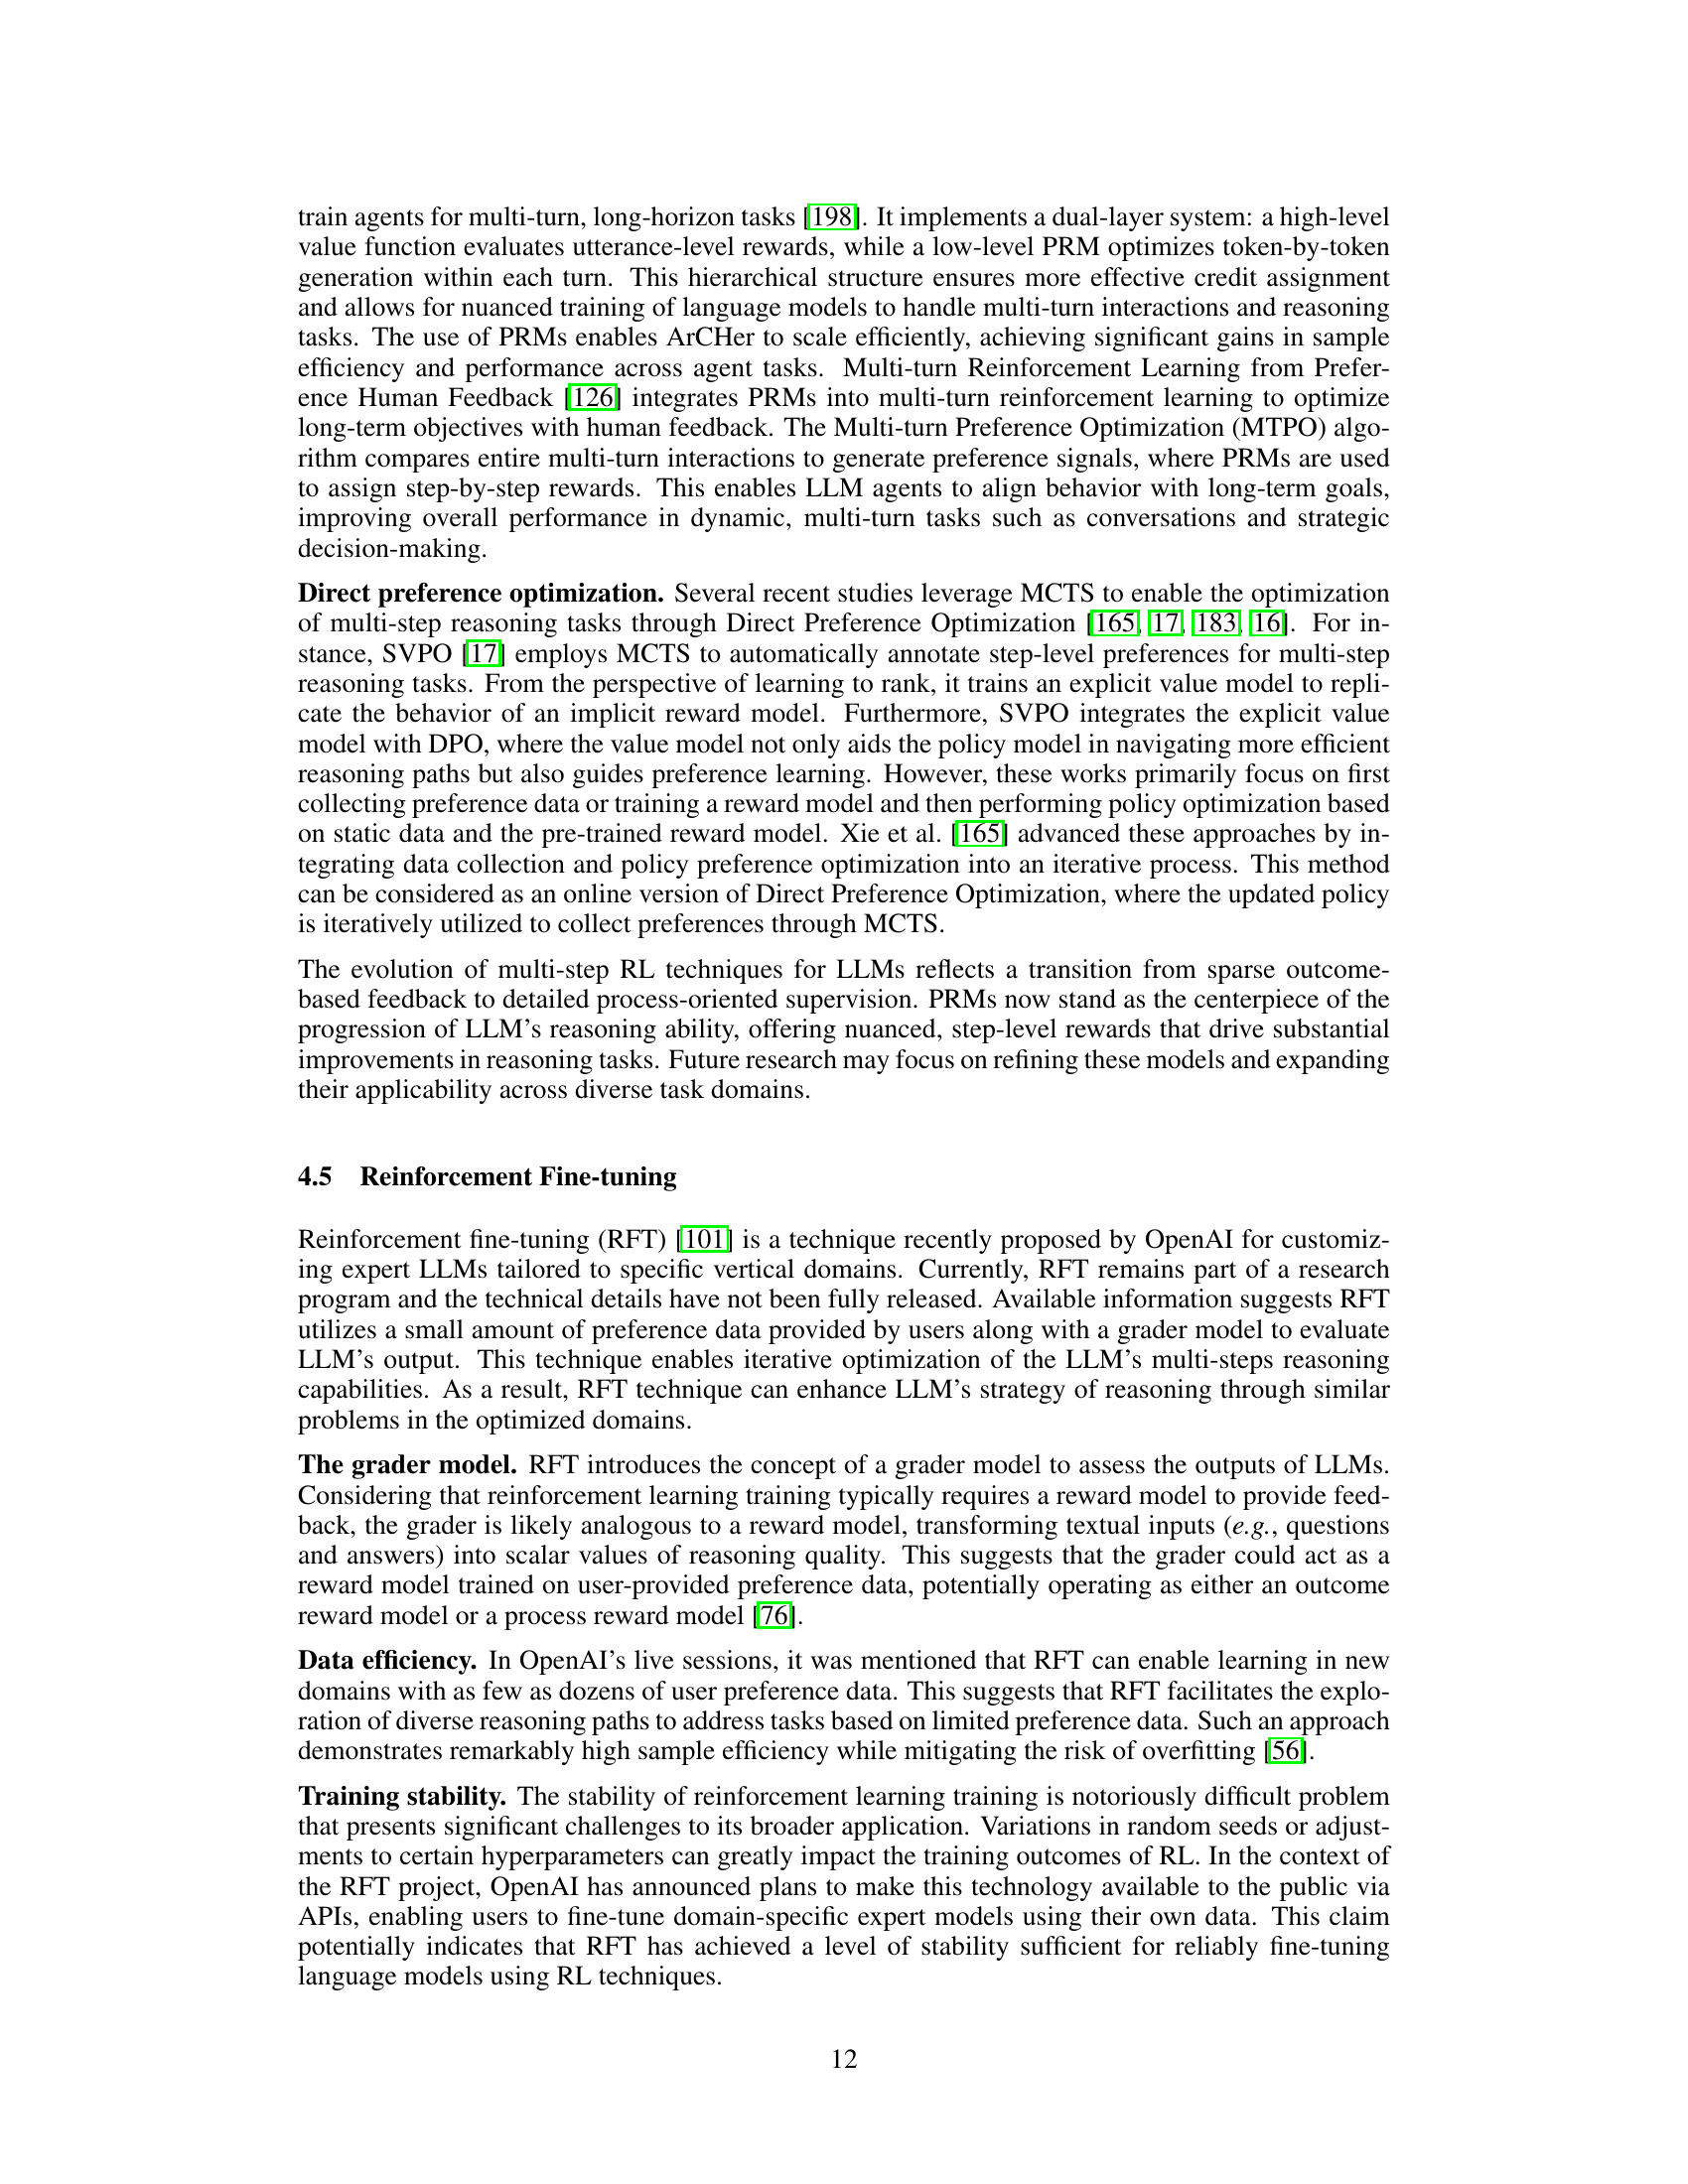 train agents for multi-turn, long-horizon tasks [198]. It implements a dual-layer system: a high-level
value function evaluates utterance-level rewards, while a low-level PRM optimizes token-by-token
generation within each turn. This hierarchical structure ensures more effective credit assignment
and allows for nuanced training of language models to handle multi-turn interactions and reasoning
tasks. The use of PRMs enables ArCHer to scale efficiently, achieving significant gains in sample
efficiency and performance across agent tasks. Multi-turn Reinforcement Learning from Prefer-
ence Human Feedback [126] integrates PRMs into multi-turn reinforcement learning to optimize
long-term objectives with human feedback. The Multi-turn Preference Optimization (MTPO) algo-
rithm compares entire multi-turn interactions to generate preference signals, where PRMs are used
to assign step-by-step rewards. This enables LLM agents to align behavior with long-term goals,
improving overall performance in dynamic, multi-turn tasks such as conversations and strategic
decision-making.
Direct preference optimization. Several recent studies leverage MCTS to enable the optimization
of multi-step reasoning tasks through Direct Preference Optimization [165, 17, 183, 16]. For in-
stance, SVPO [17] employs MCTS to automatically annotate step-level preferences for multi-step
reasoning tasks. From the perspective of learning to rank, it trains an explicit value model to repli-
cate the behavior of an implicit reward model. Furthermore, SVPO integrates the explicit value
model with DPO, where the value model not only aids the policy model in navigating more efficient
reasoning paths but also guides preference learning. However, these works primarily focus on first
collecting preference data or training a reward model and then performing policy optimization based
on static data and the pre-trained reward model. Xie et al. [165] advanced these approaches by in-
tegrating data collection and policy preference optimization into an iterative process. This method
can be considered as an online version of Direct Preference Optimization, where the updated policy
is iteratively utilized to collect preferences through MCTS.
The evolution of multi-step RL techniques for LLMs reflects a transition from sparse outcome-
based feedback to detailed process-oriented supervision. PRMs now stand as the centerpiece of the
progression of LLM's reasoning ability, offering nuanced, step-level rewards that drive substantial
improvements in reasoning tasks. Future research may focus on refining these models and expanding
their applicability across diverse task domains.
4.5 Reinforcement Fine-tuning
Reinforcement fine-tuning (RFT) [101] is a technique recently proposed by OpenAI for customiz-
ing expert LLMs tailored to specific vertical domains. Currently, RFT remains part of a research
program and the technical details have not been fully released. Available information suggests RFT
utilizes a small amount of preference data provided by users along with a grader model to evaluate
LLM's output. This technique enables iterative optimization of the LLM's multi-steps reasoning
capabilities. As a result, RFT technique can enhance LLM's strategy of reasoning through similar
problems in the optimized domains.
The grader model. RFT introduces the concept of a grader model to assess the outputs of LLMs.
Considering that reinforcement learning training typically requires a reward model to provide feed-
back, the grader is likely analogous to a reward model, transforming textual inputs (e.g., questions
and answers) into scalar values of reasoning quality. This suggests that the grader could act as a
reward model trained on user-provided preference data, potentially operating as either an outcome
reward model or a process reward model [76].
Data efficiency. In OpenAI's live sessions, it was mentioned that RFT can enable learning in new
domains with as few as dozens of user preference data. This suggests that RFT facilitates the explo-
ration of diverse reasoning paths to address tasks based on limited preference data. Such an approach
demonstrates remarkably high sample efficiency while mitigating the risk of overfitting [56].
Training stability. The stability of reinforcement learning training is notoriously difficult problem
that presents significant challenges to its broader application. Variations in random seeds or adjust-
ments to certain hyperparameters can greatly impact the training outcomes of RL. In the context of
the RFT project, OpenAI has announced plans to make this technology available to the public via
APIs, enabling users to fine-tune domain-specific expert models using their own data. This claim
potentially indicates that RFT has achieved a level of stability sufficient for reliably fine-tuning
language models using RL techniques.
12